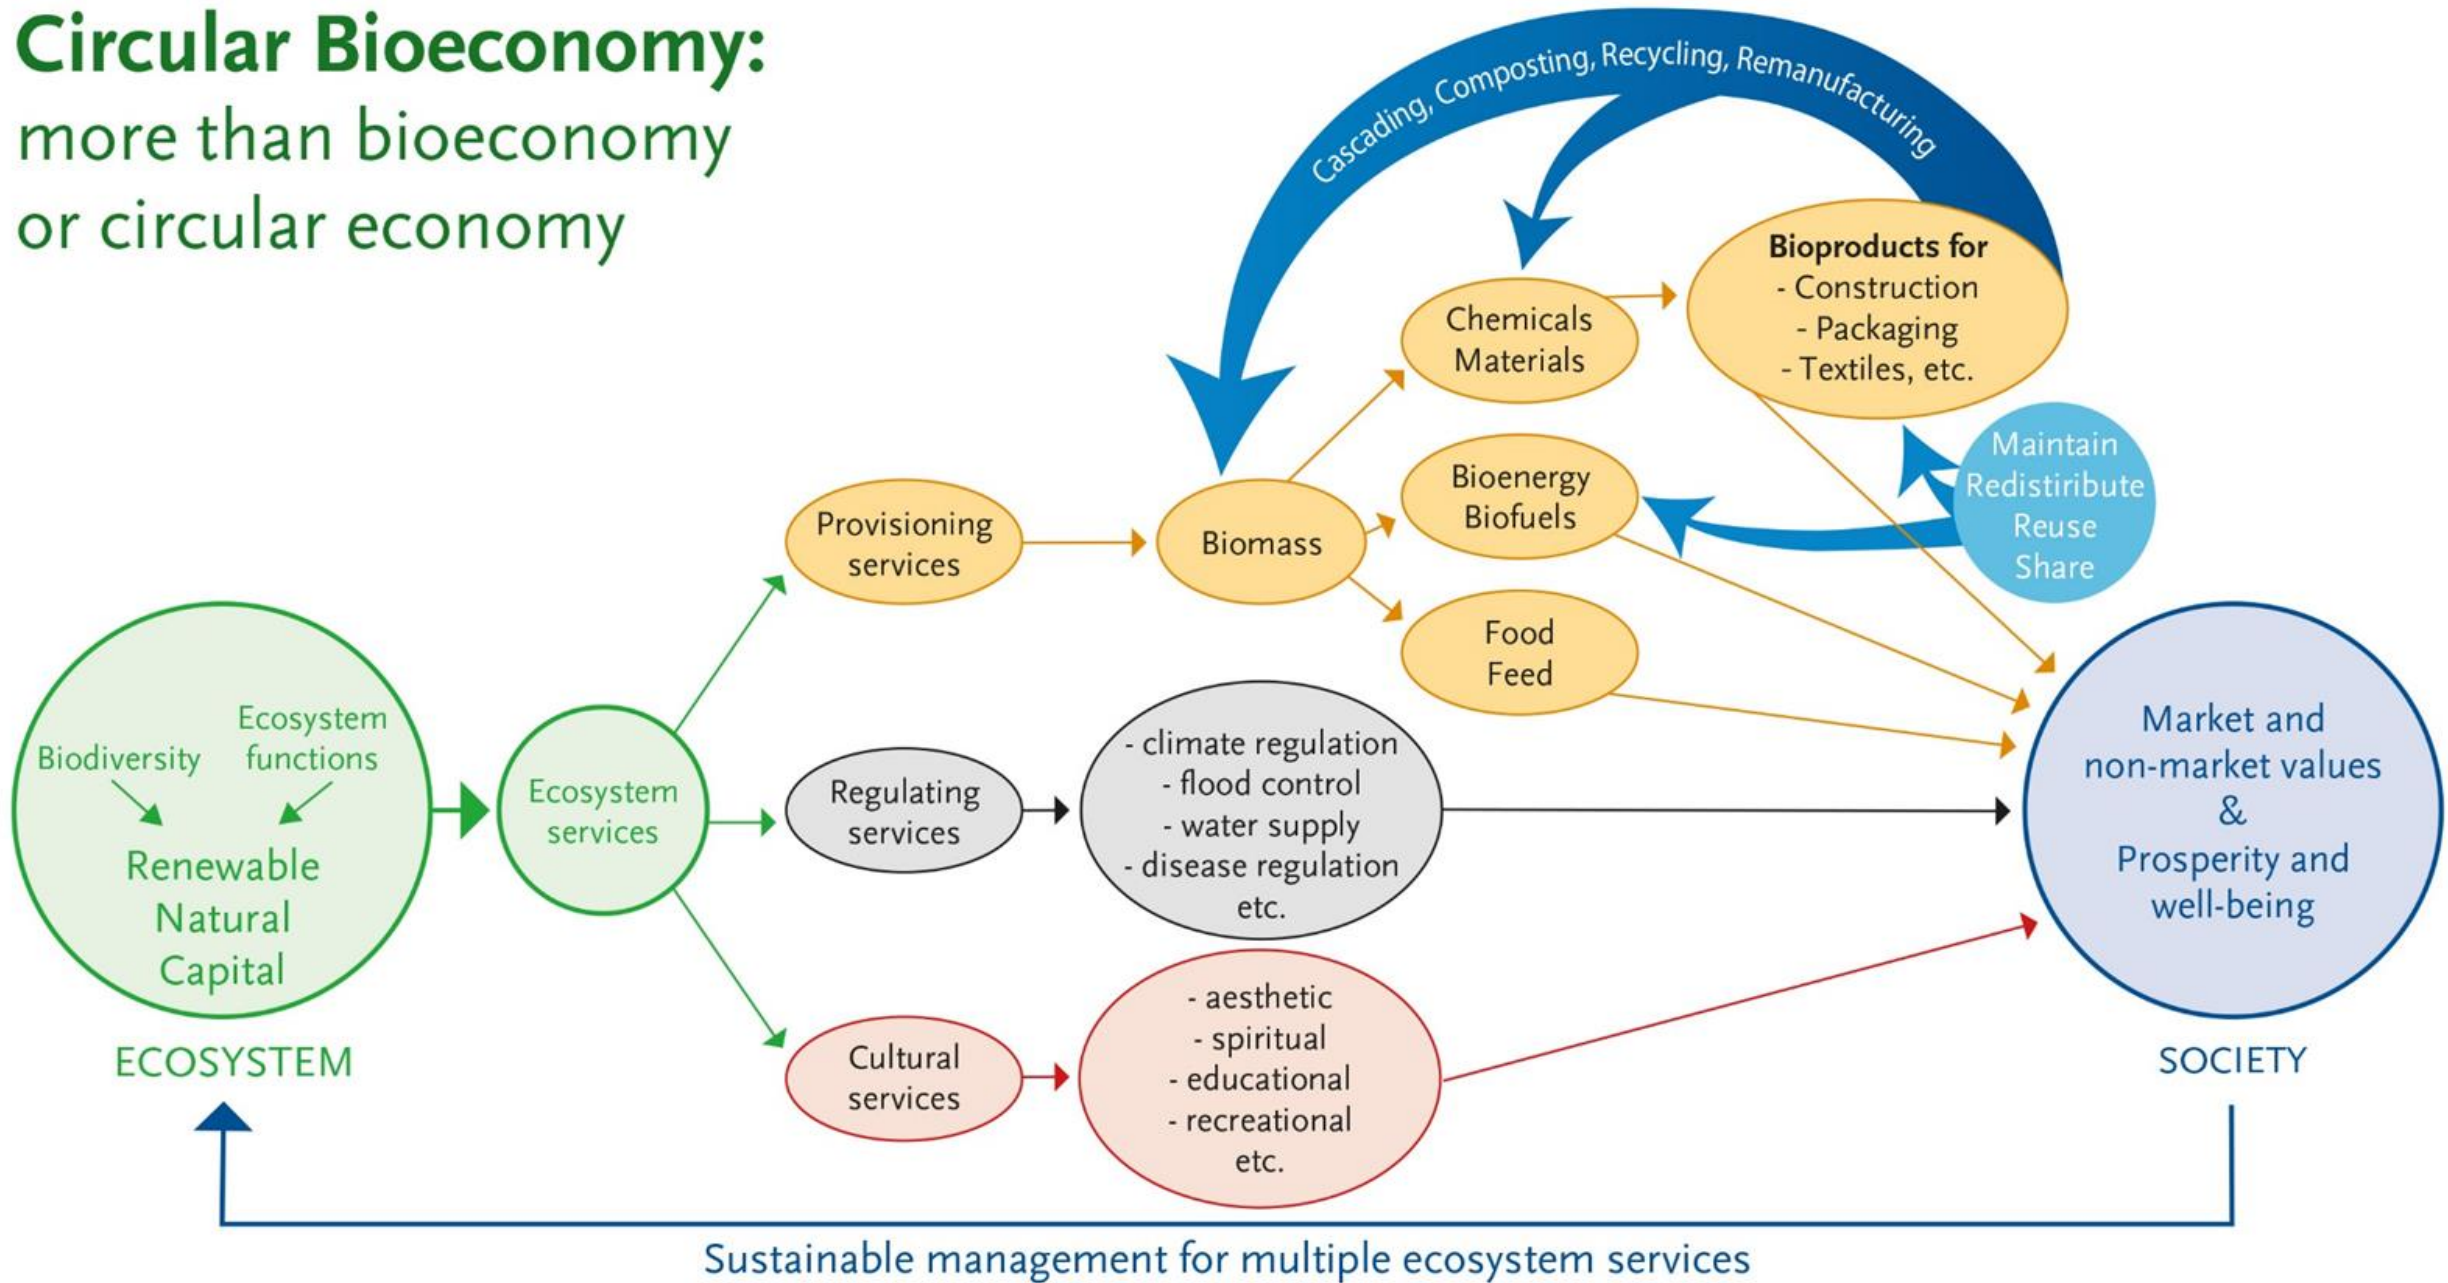 Circular Bioeconomy:
more than bioeconomy
or circular economy
Cascading, Composting, Recycling, Remanufacturing
Bioproducts for
- Construction
- Packaging
- Textiles, etc.
Chemicals
Materials
Maintain
Redistiribute
Reuse
Share
Bioenergy
Biofuels
Provisioning
services
Biomass
Food
Feed
Biodiversity
Ecosystem
functions
Renewable
Natural
Capital
ECOSYSTEM
Ecosystem
services
Regulating
services
- climate regulation
- flood control
- water supply
- disease regulation
etc.
Market and
non-market values
&
Prosperity and
well-being
SOCIETY
Cultural
services
- aesthetic
- spiritual
- educational
- recreational
etc.
Sustainable management for multiple ecosystem services